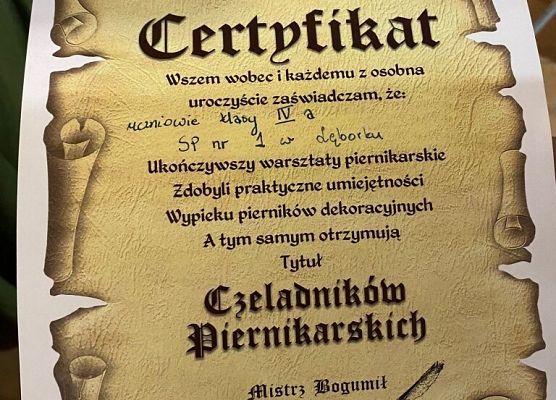 Certyfikat
Wszem wobec i każdemu z osobna
uroczyście zaświadczam, że:
uczniowie klasy IV a
SP nr 1 w Lęborku
Ukończywszy warsztaty piernikarskie
Zdobyli praktyczne umiejętności
Wypieku pierników dekoracyjnych
A tym samym otrzymują
Tytuł
Czeladników
Piernikarskich
Mistrz Bogumił